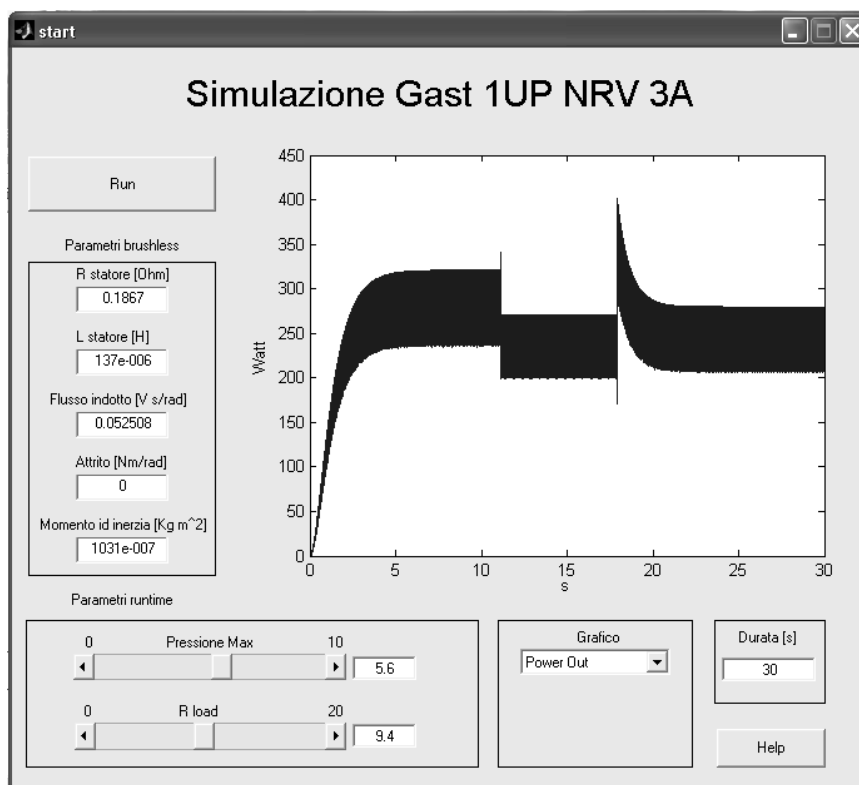 start
Simulazione Gast 1UP NRV 3A
Run
Parametri brushless
R statore [Ohm]
0.1867
L statore [H]
137e-006
Flusso indotto [V s/rad]
0.052508
Attrito [Nm/rad]
0
Momento id inerzia [Kg m^2]
1031e-007
Watt
450
400
350
300
250
200
150
100
50
0
0 5 10 15 20 25 30
s
Parametri runtime
0 Pressione Max 10
5.6
0 R load 20
9.4
Grafico
Power Out
Durata [s]
30
Help